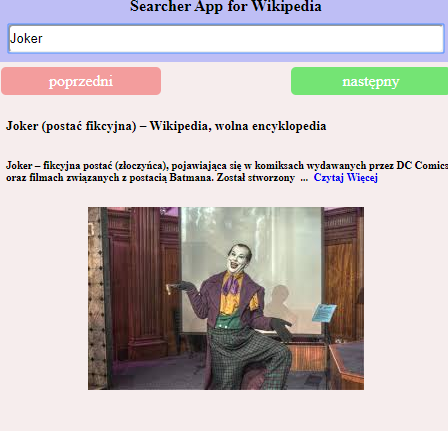 Searcher App for Wikipedia
Joker
poprzedni
następny
Joker (postać fikcyjna) – Wikipedia, wolna encyklopedia
Joker – fikcyjna postać (złoczyńca), pojawiająca się w komiksach wydawanych przez DC Comics
oraz filmach związanych z postacią Batmana. Został stworzony ... Czytaj Więcej